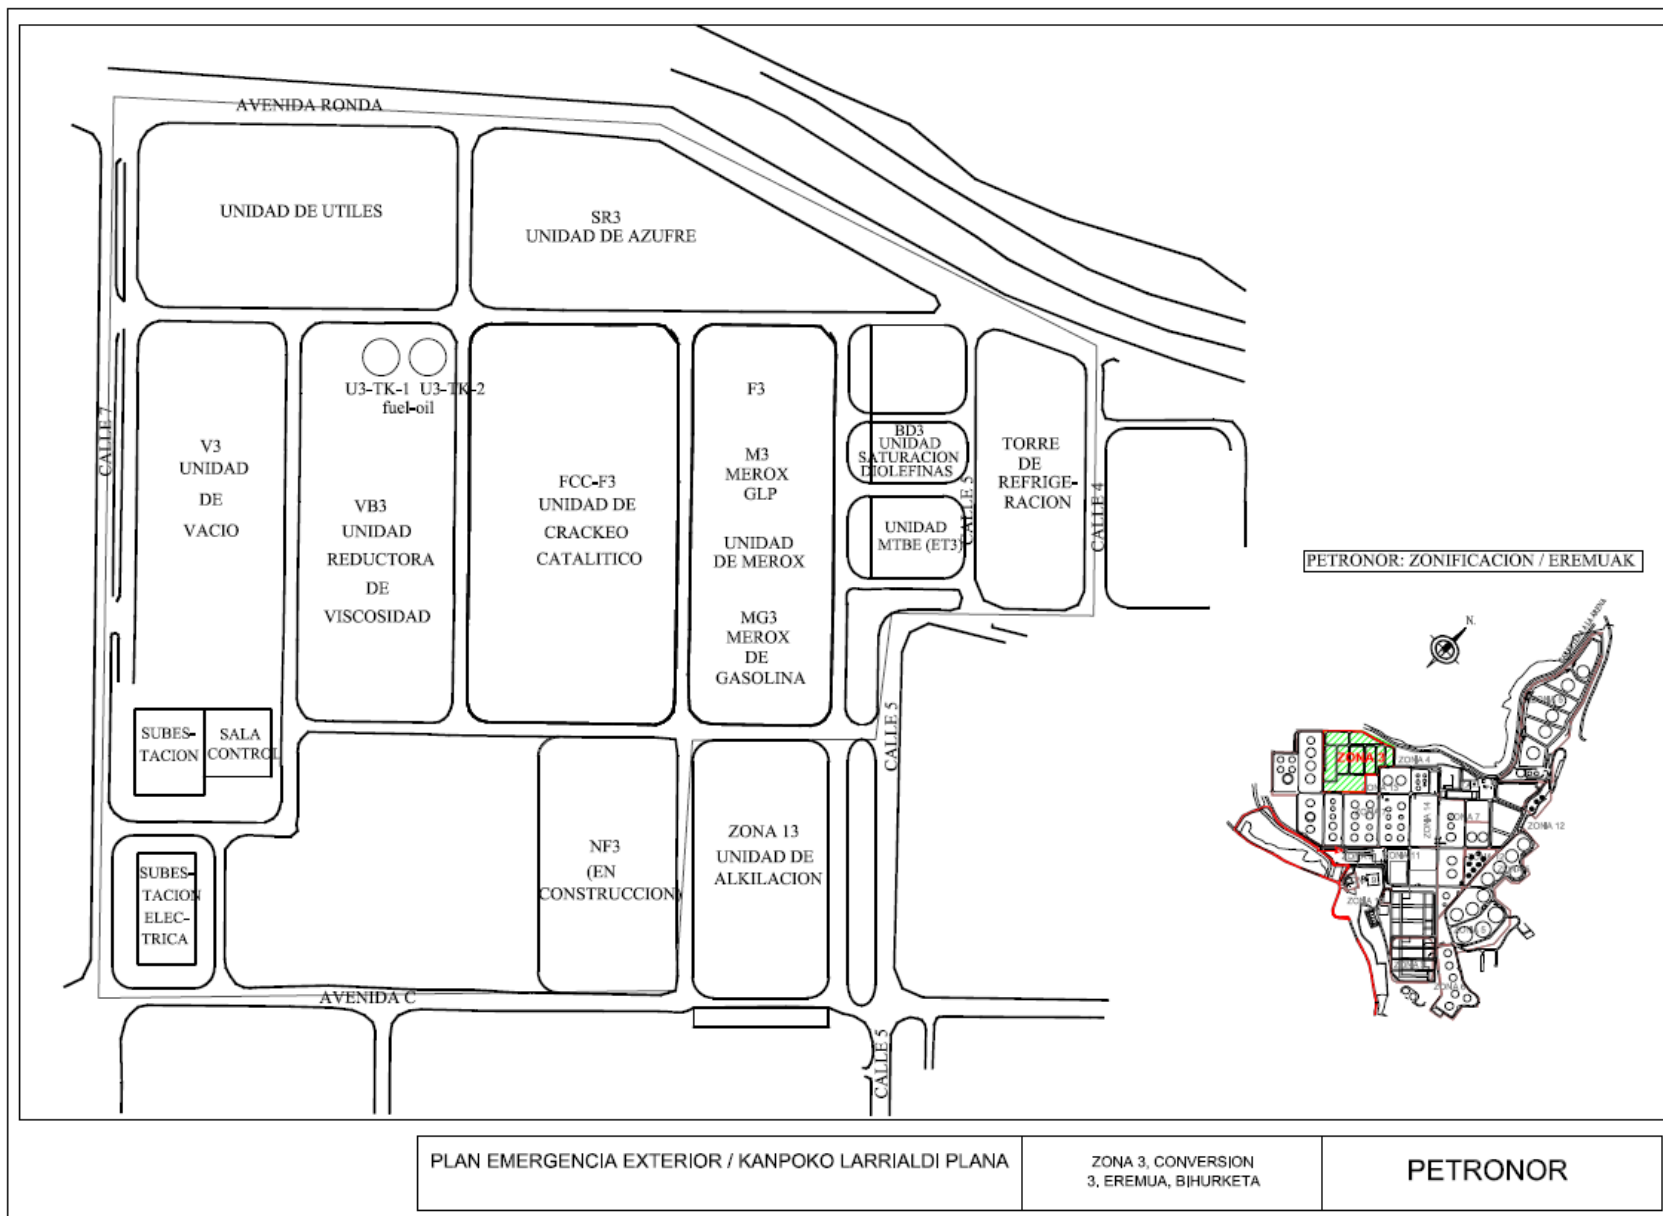 AVENIDA RONDA
UNIDAD DE UTILES
SR3
UNIDAD DE AZUFRE
U3-TK-1 U3-TK-2
fuel-oil
CALLE 7
V3
UNIDAD
DE
VACIO
VB3
UNIDAD
REDUCTORA
DE
VISCOSIDAD
FCC-F3
UNIDAD DE
CRACKEO
CATALITICO
F3
M3
MEROX
GLP
UNIDAD
DE MEROX
MG3
MEROX
DE
GASOLINA
BD3
UNIDAD
SATURACION
DIOLEFINAS
UNIDAD
MTBE (ET3)
CALLE 5
TORRE
DE
REFRIGE-
RACION
CALLE 4
SUBES-
TACION
SALA
CONTROL
CALLE 5
SUBES-
TACION
ELEC-
TRICA
NF3
(EN
CONSTRUCCION)
ZONA 13
UNIDAD DE
ALKILACION
AVENIDA C
CALLE 5
PETRONOR: ZONIFICACION / EREMUAK
N.
ZONA 3
ZONA 4
ZONA 14
ZONA 7
ZONA 12
PLAN EMERGENCIA EXTERIOR / KANPOKO LARRIALDI PLANA
ZONA 3, CONVERSION
3, EREMUA, BIHURKETA
PETRONOR